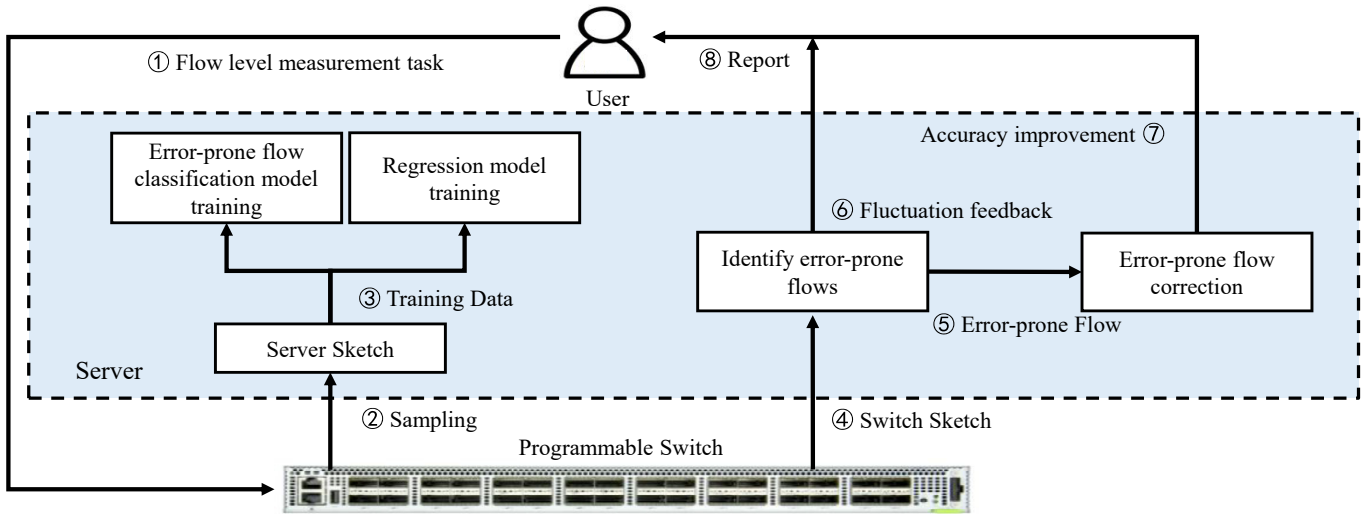 ① Flow level measurement task
⑧ Report
User
Accuracy improvement ⑦
Error-prone flow
classification model
training
Regression model
training
⑥ Fluctuation feedback
Identify error-prone
flows
Error-prone flow
correction
③ Training Data
⑤ Error-prone Flow
Server Sketch
Server
② Sampling
④ Switch Sketch
Programmable Switch